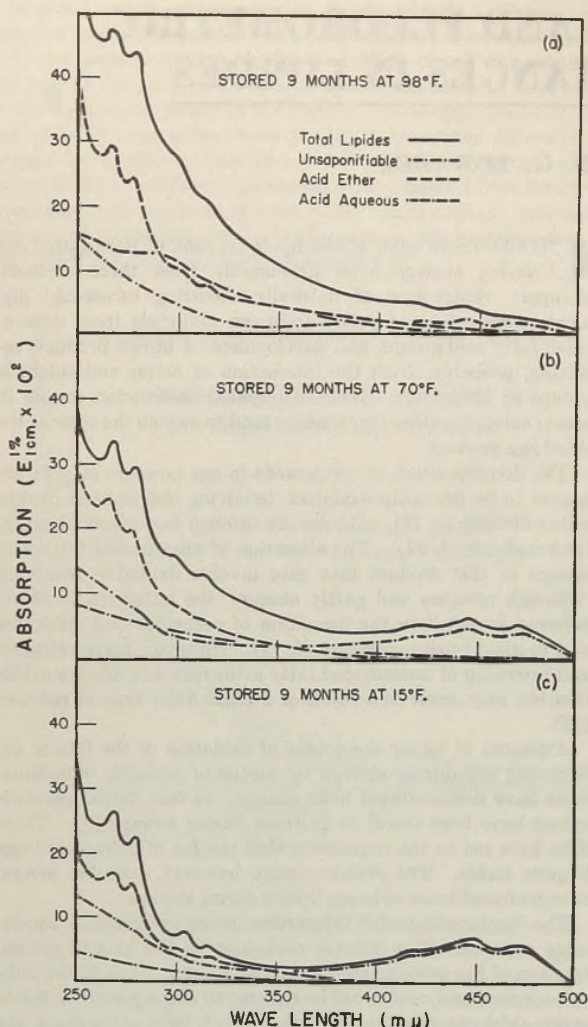 (a)
STORED 9 MONTHS AT 98°F.
40
30
20
10
Total Lipides
Unsaponifiable
Acid Ether
Acid Aqueous
(b)
STORED 9 MONTHS AT 70°F.
40
30
20
10
(c)
STORED 9 MONTHS AT 15°F.
40
30
20
10
ABSORPTION (E1% 1cm. x 10²)
250 300 350 400 450 500
WAVE LENGTH (mμ)